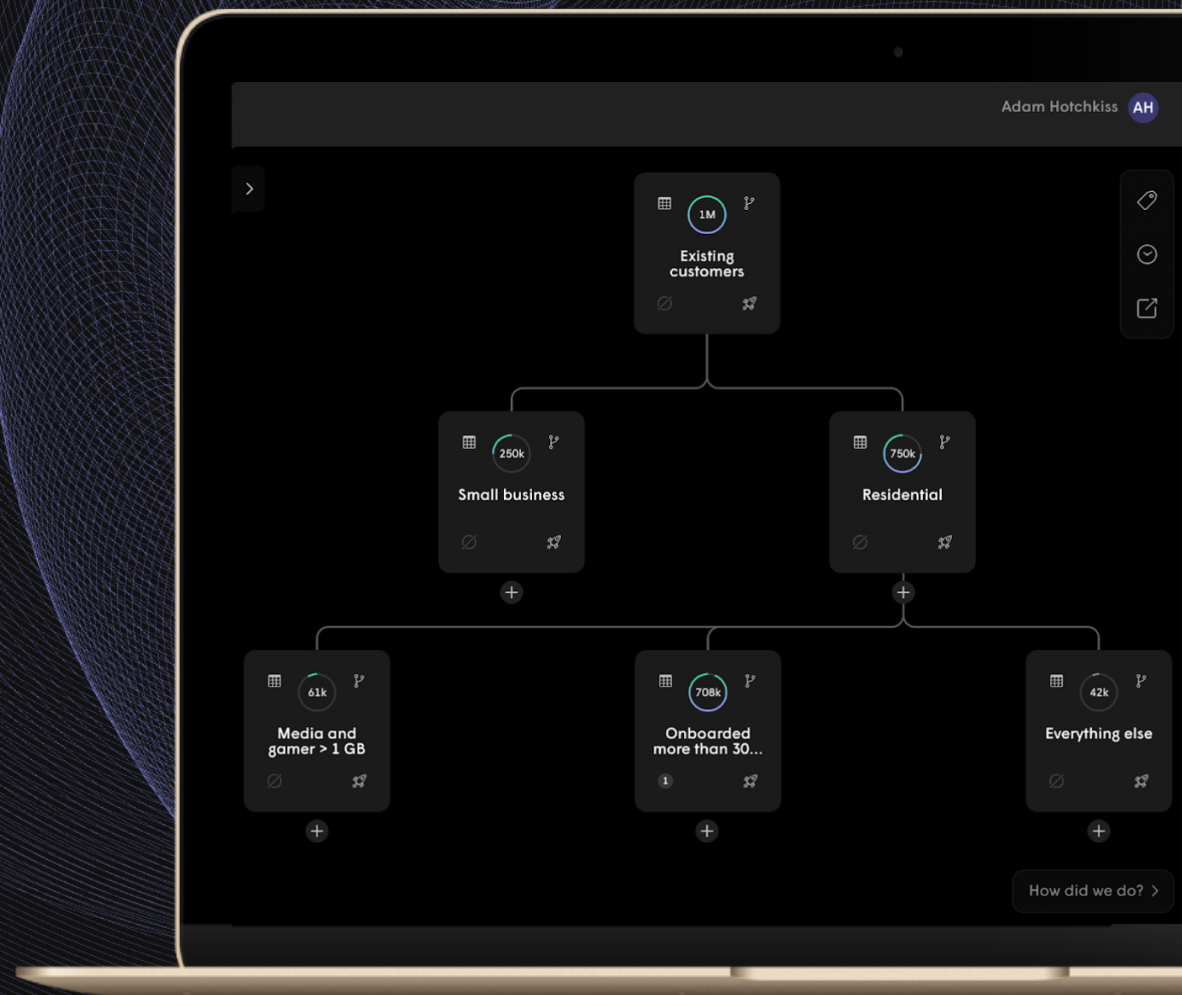 Adam Hotchkiss AH
1M
Existing
customers
250k
Small business
750k
Residential
61k
Media and
gamer > 1 GB
708k
Onboarded
more than 30...
1
42k
Everything else
How did we do? >